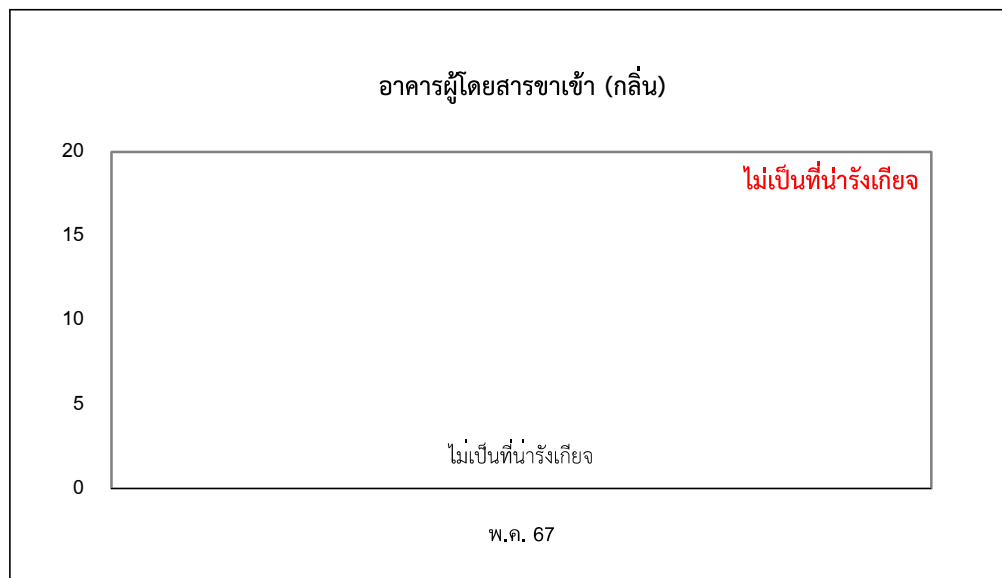 อาคารผู้โดยสารขาเข้า (กลิ่น)
20
ไม่เป็นที่น่ารังเกียจ
15
10
5
ไม่เป็นที่น่ารังเกียจ
0
พ.ค. 67